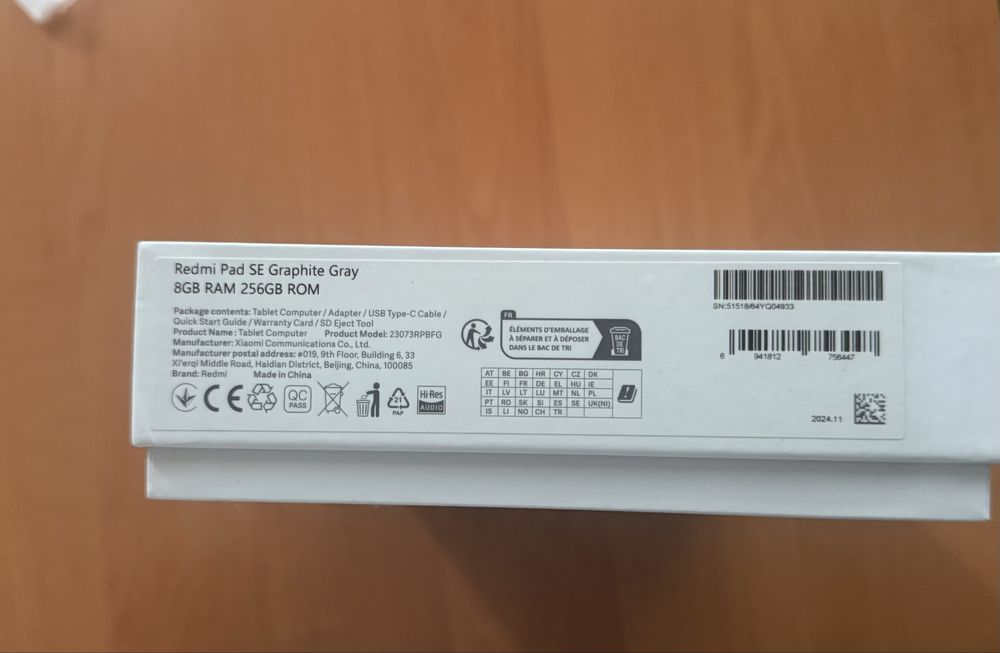 Redmi Pad SE Graphite Gray
8GB RAM 256GB ROM
Package contents: Tablet Computer / Adapter / USB Type-C Cable /
Quick Start Guide / Warranty Card / SD Eject Tool
Product Name : Tablet Computer Product Model: 23073RPBFG
Manufacturer: Xiaomi Communications Co., Ltd.
Manufacturer postal address: #019, 9th Floor, Building 6, 33
Xi'erqi Middle Road, Haidian District, Beijing, China, 100085
Brand: Redmi Made in China
CE
QC
PASS
21
PAP
Hi-Res
AUDIO
FR
ÉLÉMENTS D'EMBALLAGE
À SÉPARER ET À DÉPOSER
DANS LE BAC DE TRI
BAC
DE
TRI
AT BE BG HR CY CZ DK
EE FI FR DE EL HU IE
IT LV LT LU MT NL PL
PT RO SK SI ES SE UK(NI)
IS LI NO CH TR
SN:51518/64YQ04933
6 941812 756447
2024.11